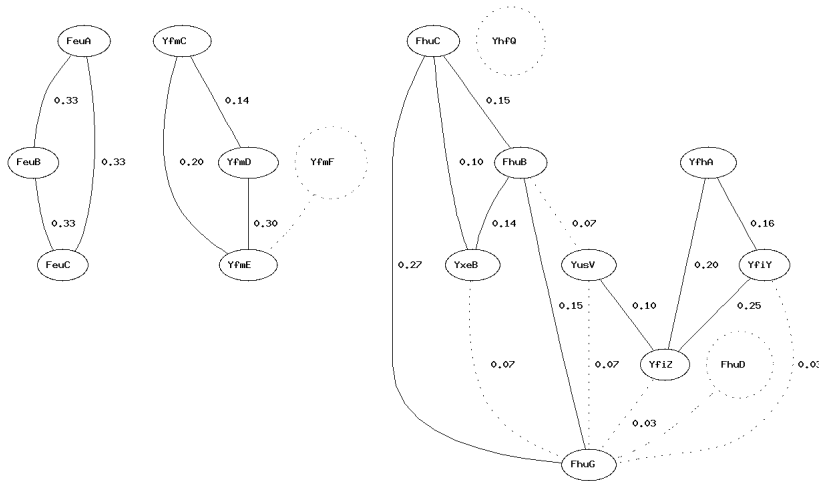 FeuA
YfmC
FhuC
YhfQ
0.33
0.14
0.15
FeuB
0.33
0.20
YfmD
YfmF
0.10
FhuB
YfhA
0.33
0.30
0.14
0.07
0.16
FeuC
YfmE
0.27
YxeB
YusV
0.20
YfiY
0.15
0.10
0.25
0.07
0.07
YfiZ
FhuD
0.03
0.03
FhuG